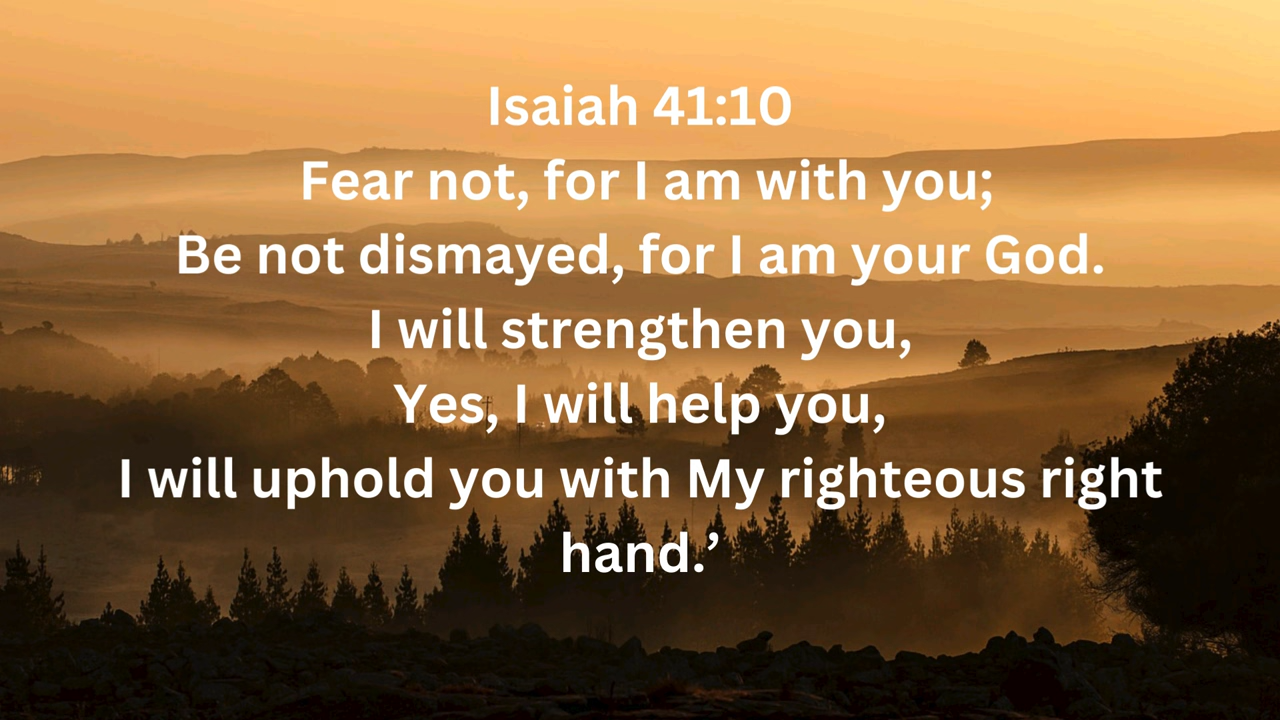 Isaiah 41:10
Fear not, for I am with you;
Be not dismayed, for I am your God.
I will strengthen you,
Yes, I will help you,
I will uphold you with My righteous right
hand.’